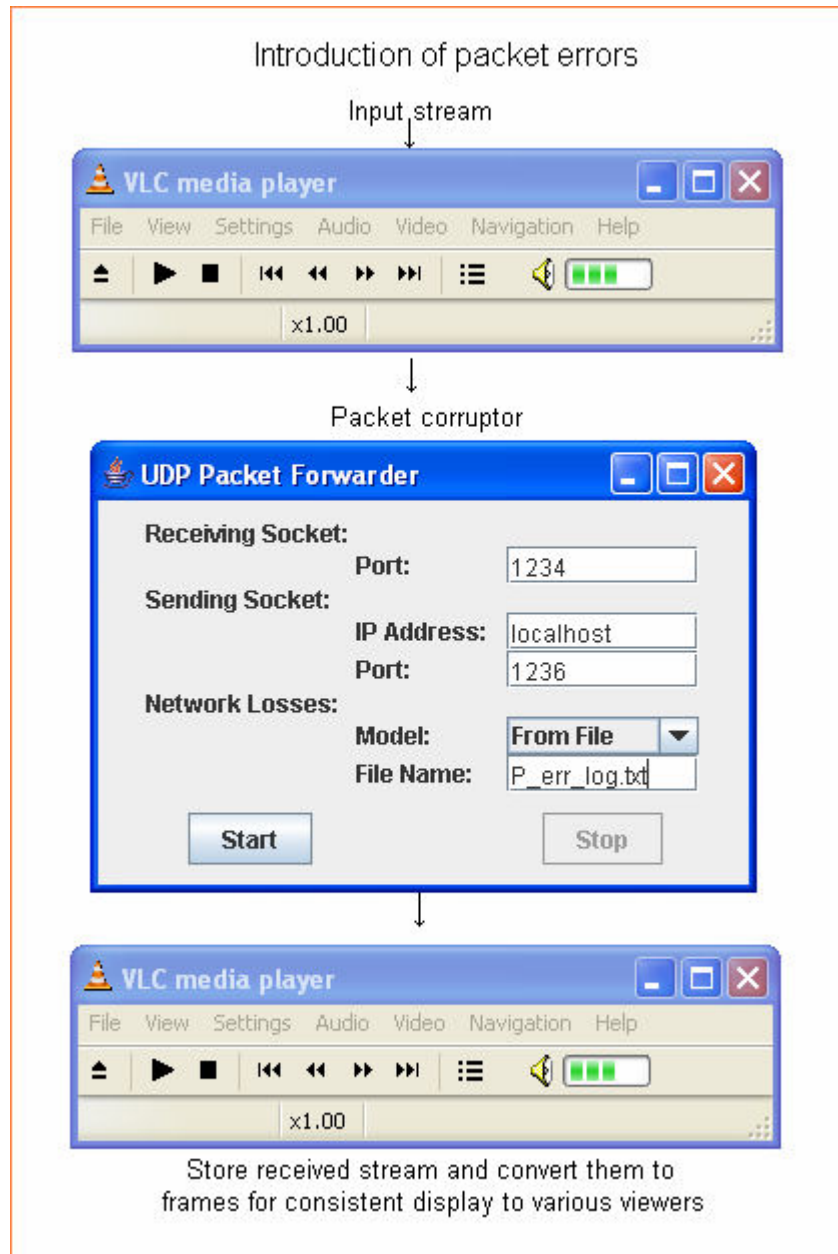 Introduction of packet errors
Input stream
VLC media player
File View Settings Audio Video Navigation Help
x1.00
Packet corruptor
UDP Packet Forwarder
Receiving Socket:
Port: 1234
Sending Socket:
IP Address: localhost
Port: 1236
Network Losses:
Model: From File
File Name: P_err_log.txt
Start Stop
VLC media player
File View Settings Audio Video Navigation Help
x1.00
Store received stream and convert them to
frames for consistent display to various viewers